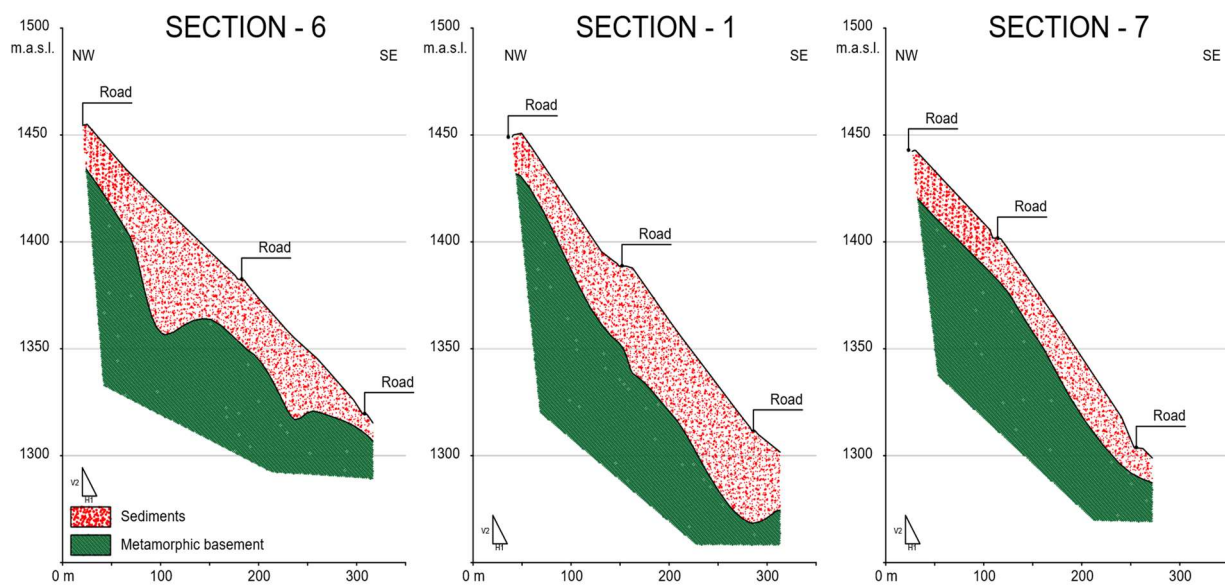 SECTION - 6
1500
m.a.s.l.
NW
SE
Road
1450
Road
1400
1350
Road
1300
V2
H1
Sediments
Metamorphic basement
0 m
100
200
300
SECTION - 1
1500
m.a.s.l.
NW
SE
Road
1450
Road
1400
1350
Road
1300
V2
H1
0 m
100
200
300
SECTION - 7
1500
m.a.s.l.
NW
SE
Road
1450
Road
1400
1350
Road
1300
V2
H1
0 m
100
200
300